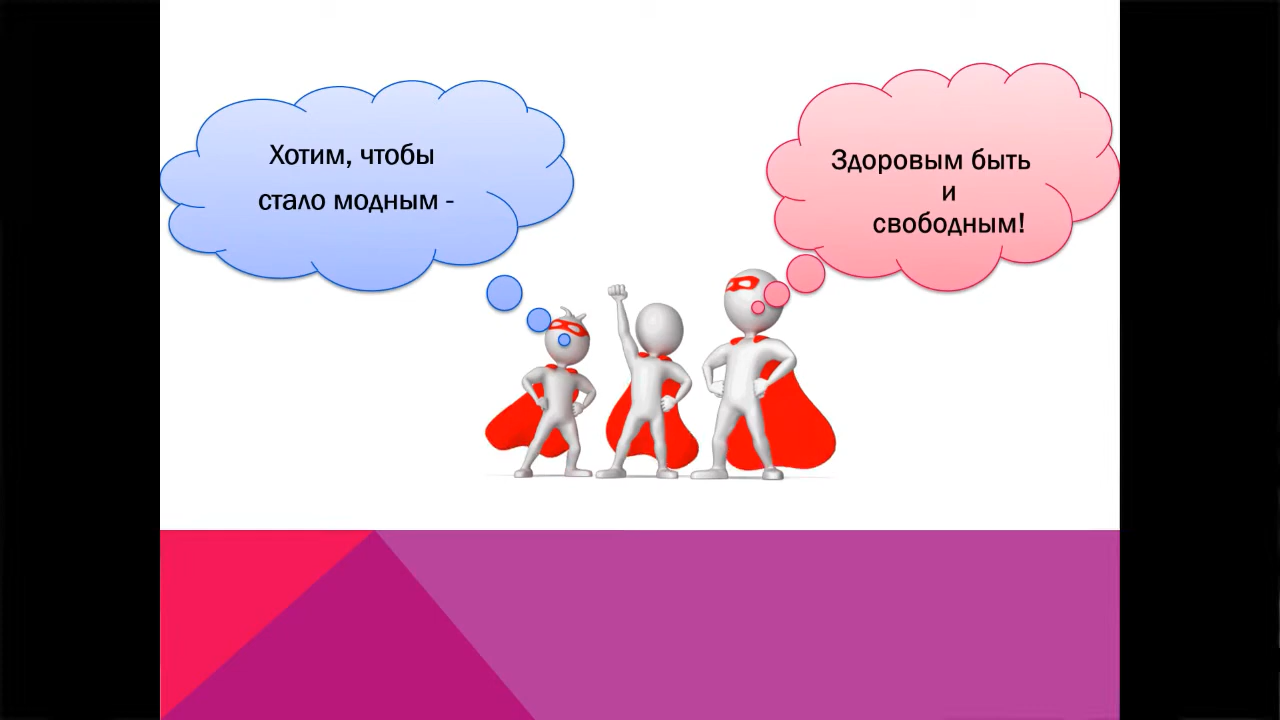 Хотим, чтобы
стало модным -
Здоровым быть
и
свободным!